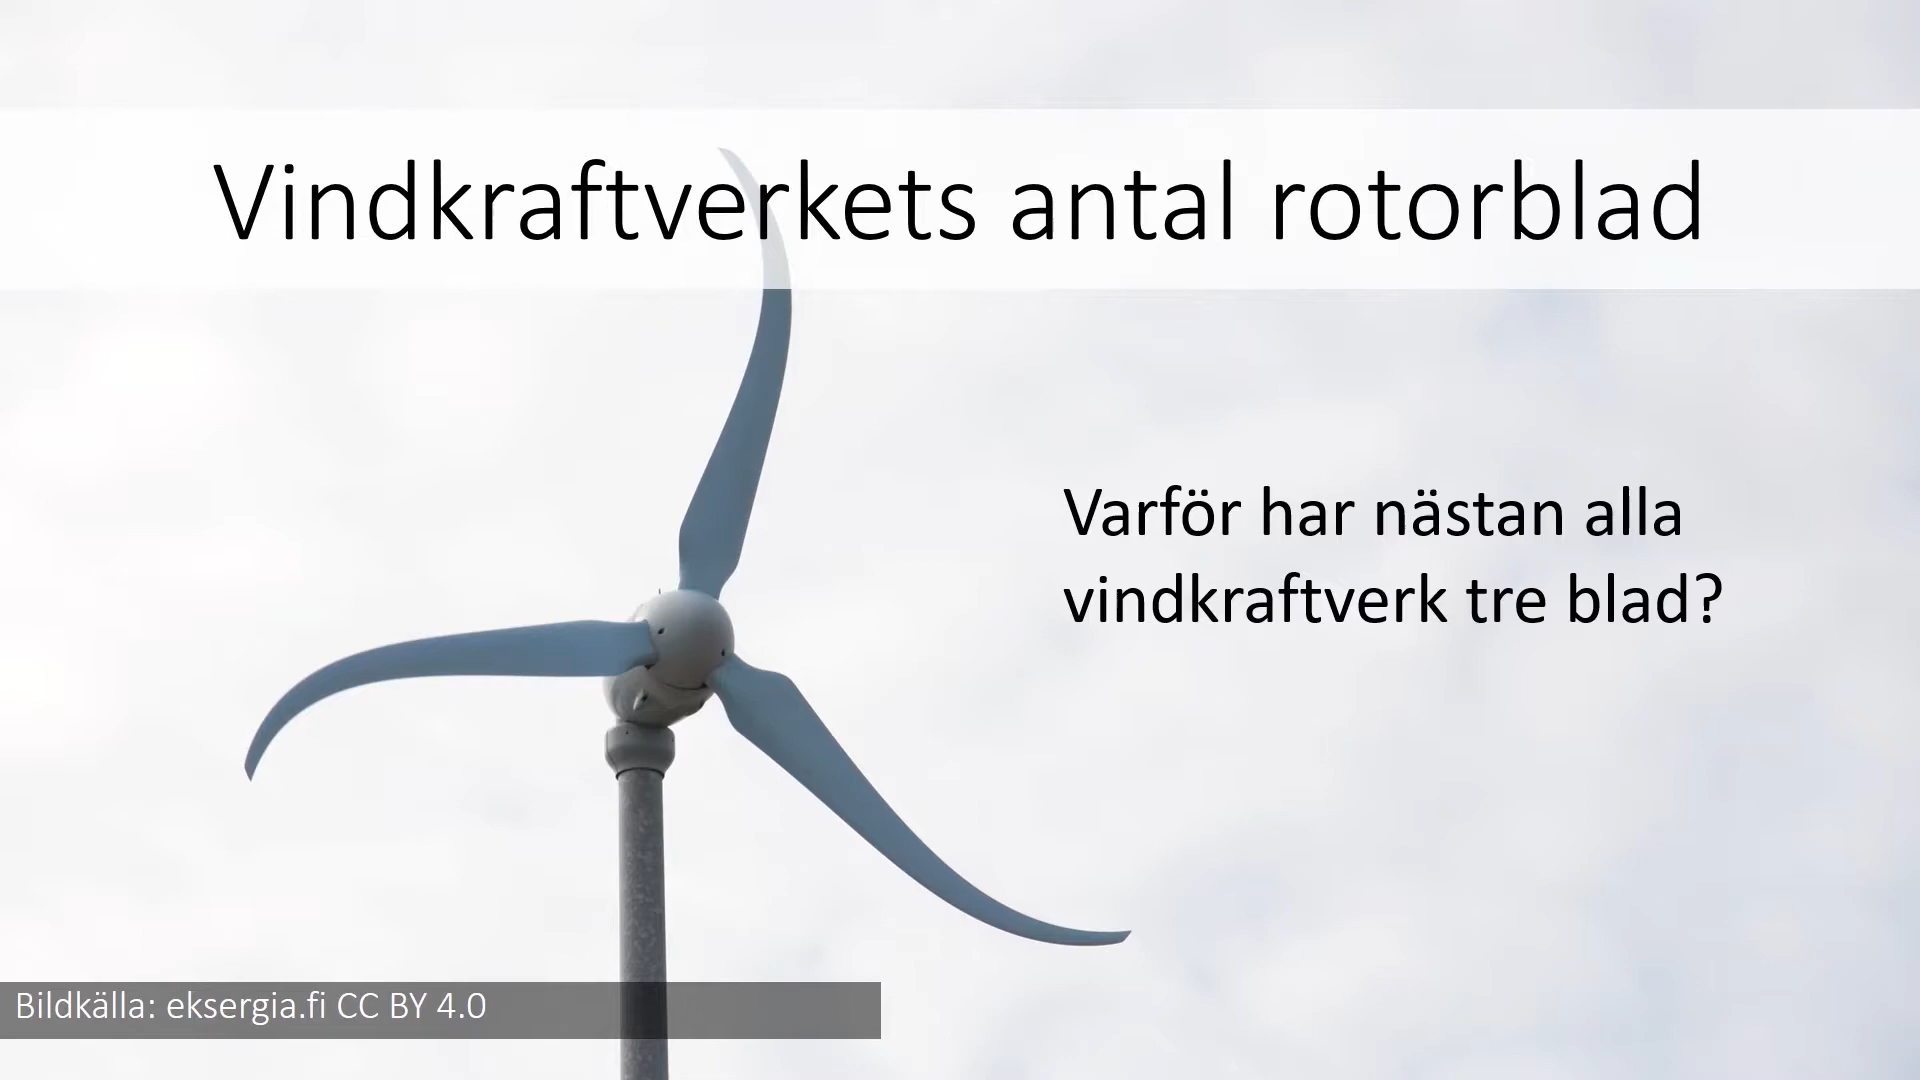 Vindkraftverkets antal rotorblad
Varför har nästan alla
vindkraftverk tre blad?
Bildkälla: eksergia.fi CC BY 4.0